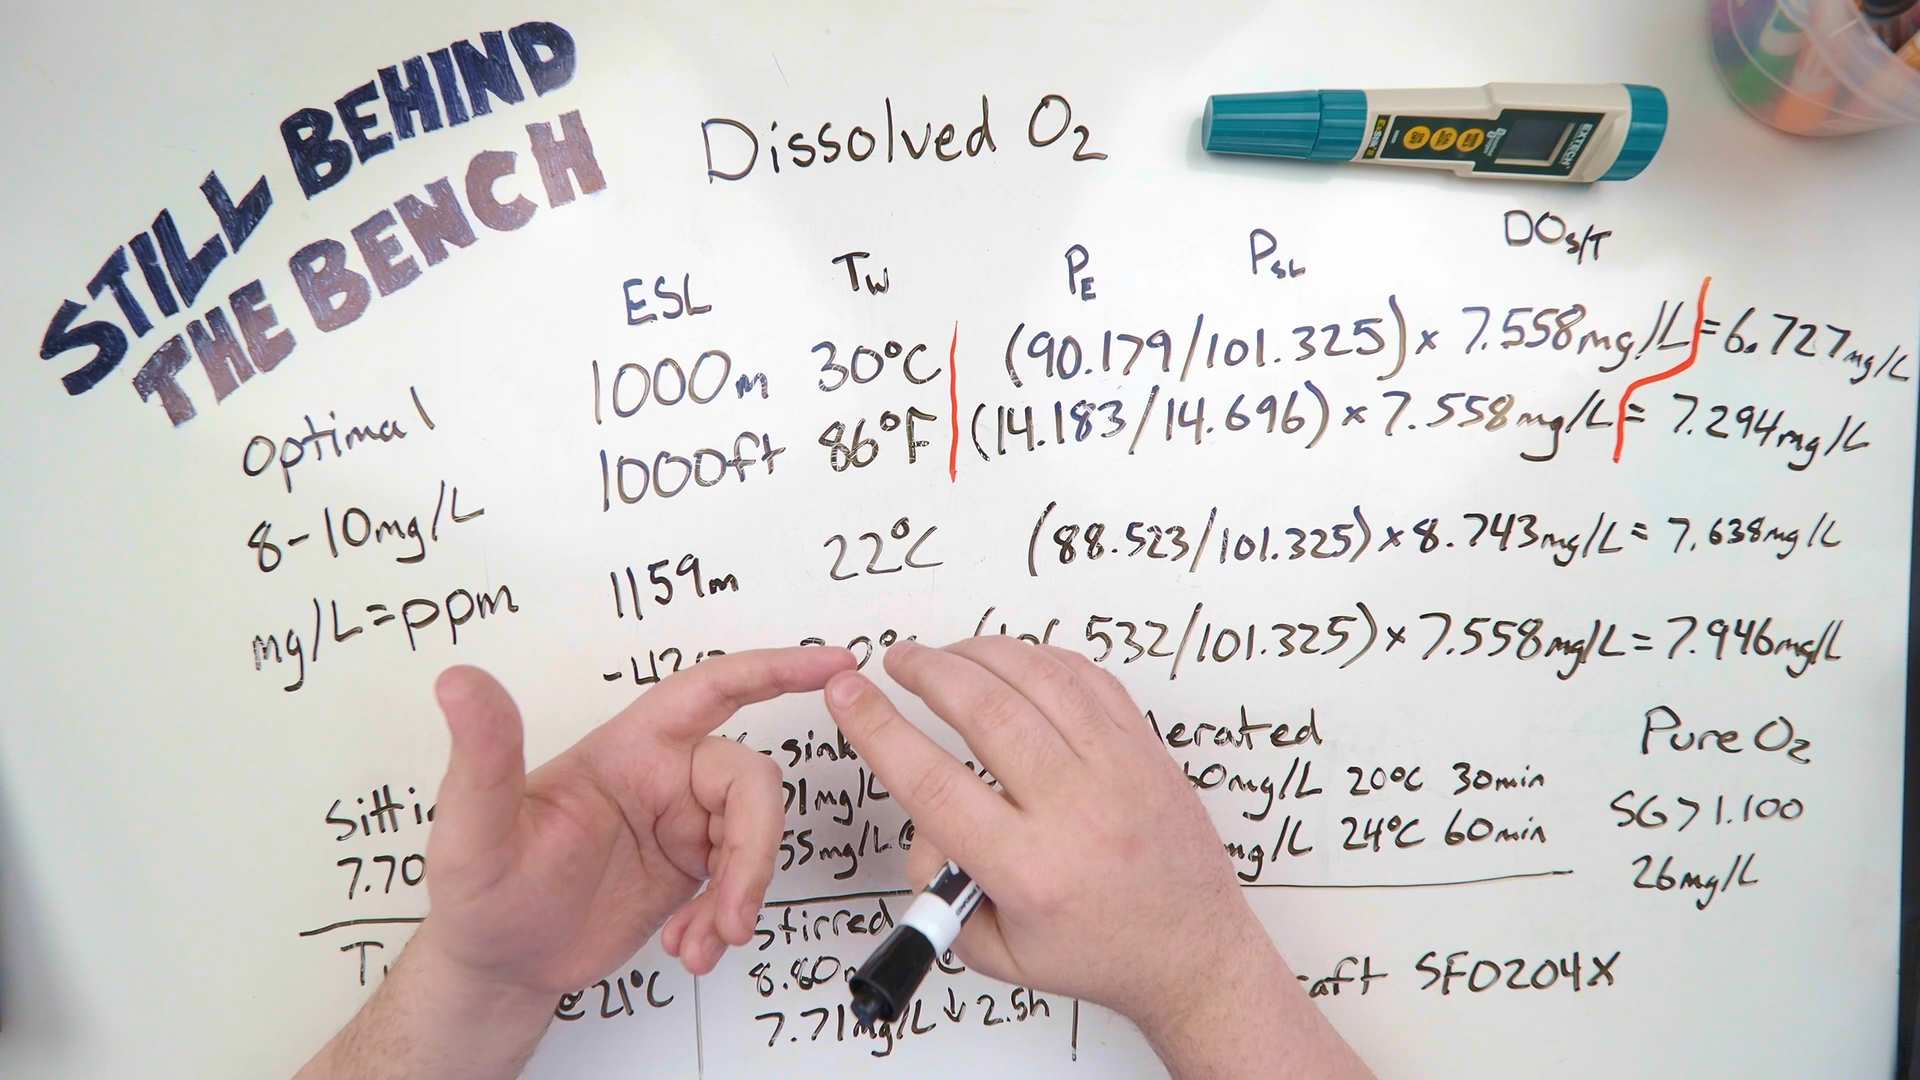 STILL BEHIND
THE BENCH
Dissolved O2
EXTECH
ESL Tw PE PSL DOS/T
1000m 30°C (90.179/101.325) x 7.558mg/L = 6.727mg/L
1000ft 86°F (14.183/14.696) x 7.558mg/L = 7.294mg/L
1159m 22°C (88.523/101.325) x 8.743mg/L = 7.638mg/L
532/101.325) x 7.558mg/L = 7.946mg/L
Optimal
8-10mg/L
mg/L=ppm
7.70
@21°C
Stirred
8.80
7.71mg/L ↓ 2.5h
20°C 30min
mg/L 24°C 60min
Pure O2
SG>1.100
26mg/L
SF0204X